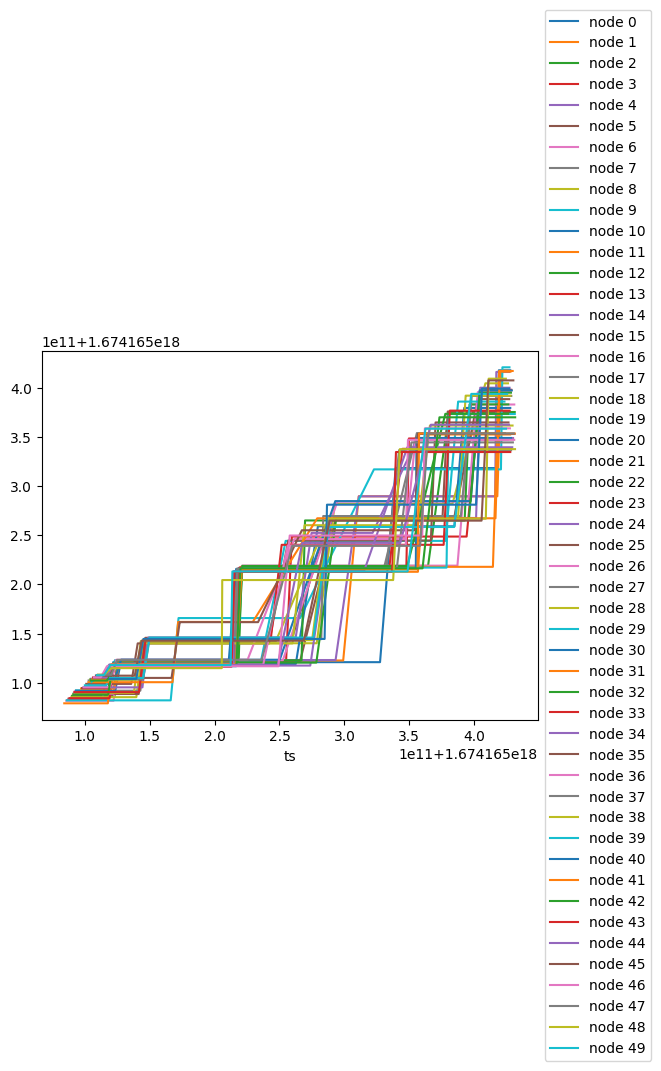 1e11+1.674165e18
4.0
3.5
3.0
2.5
2.0
1.5
1.0
1.0
1.5
2.0
2.5
3.0
3.5
4.0
1e11+1.674165e18
ts
node 0
node 1
node 2
node 3
node 4
node 5
node 6
node 7
node 8
node 9
node 10
node 11
node 12
node 13
node 14
node 15
node 16
node 17
node 18
node 19
node 20
node 21
node 22
node 23
node 24
node 25
node 26
node 27
node 28
node 29
node 30
node 31
node 32
node 33
node 34
node 35
node 36
node 37
node 38
node 39
node 40
node 41
node 42
node 43
node 44
node 45
node 46
node 47
node 48
node 49